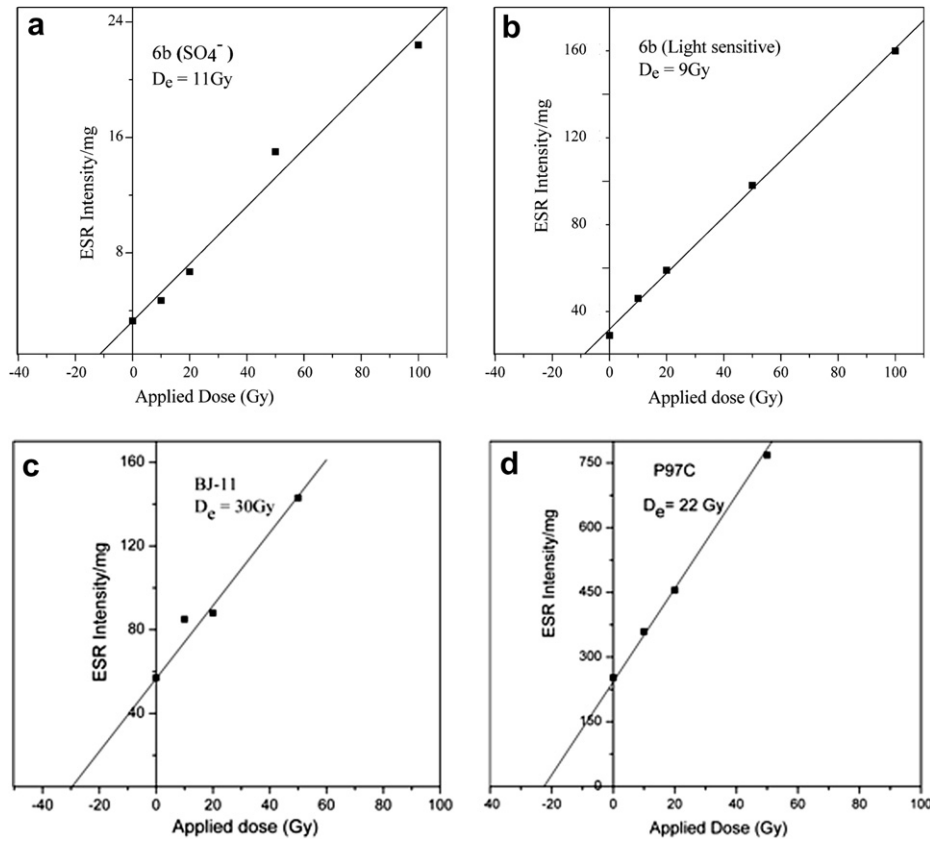 a
6b (SO₄⁻)
Dₑ = 11Gy
ESR Intensity/mg
24
16
8
-40 -20 0 20 40 60 80 100
Applied Dose (Gy)
b
6b (Light sensitive)
Dₑ = 9Gy
ESR Intensity/mg
160
120
80
40
-40 -20 0 20 40 60 80 100
Applied dose (Gy)
c
BJ-11
Dₑ = 30Gy
ESR Intensity/mg
160
120
80
40
-40 -20 0 20 40 60 80 100
Applied dose (Gy)
d
P97C
Dₑ= 22 Gy
ESR Intensity/mg
750
600
450
300
150
0
40 -20 0 20 40 60 80 100
Applied Dose (Gy)